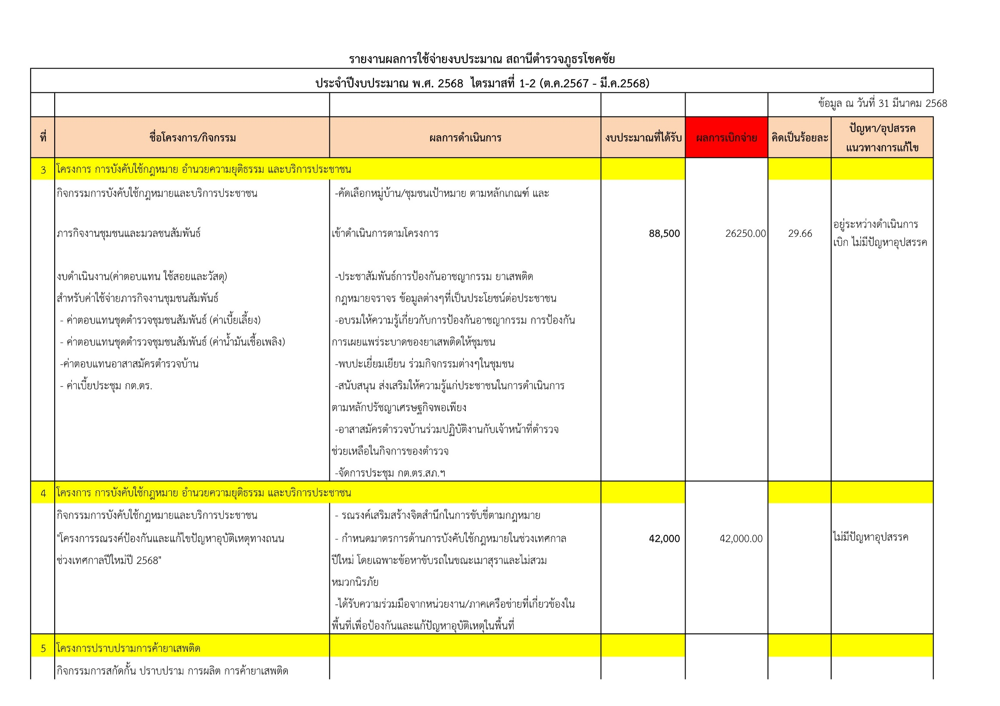 รายงานผลการใช้จ่ายงบประมาณ สถานีตำรวจภูธรโชคชัย
ประจำปีงบประมาณ พ.ศ. 2568 ไตรมาสที่ 1-2 (ต.ค.2567 - มี.ค.2568)
ข้อมูล ณ วันที่ 31 มีนาคม 2568
ที่ ชื่อโครงการ/กิจกรรม ผลการดำเนินการ งบประมาณที่ได้รับ ผลการเบิกจ่าย คิดเป็นร้อยละ ปัญหา/อุปสรรค
แนวทางการแก้ไข
3 โครงการ การบังคับใช้กฎหมาย อำนวยความยุติธรรม และบริการประชาชน
กิจกรรมการบังคับใช้กฎหมายและบริการประชาชน -คัดเลือกหมู่บ้าน/ชุมชนเป้าหมาย ตามหลักเกณฑ์ และ
ภารกิจงานชุมชนและมวลชนสัมพันธ์ เข้าดำเนินการตามโครงการ 88,500 26250.00 29.66 อยู่ระหว่างดำเนินการ
เบิก ไม่มีปัญหาอุปสรรค
งบดำเนินงาน(ค่าตอบแทน ใช้สอยและวัสดุ) -ประชาสัมพันธ์การป้องกันอาชญากรรม ยาเสพติด
สำหรับค่าใช้จ่ายภารกิจงานชุมชนสัมพันธ์ กฎหมายจราจร ข้อมูลต่างๆที่เป็นประโยชน์ต่อประชาชน
- ค่าตอบแทนชุดตำรวจชุมชนสัมพันธ์ (ค่าเบี้ยเลี้ยง) -อบรมให้ความรู้เกี่ยวกับการป้องกันอาชญากรรม การป้องกัน
- ค่าตอบแทนชุดตำรวจชุมชนสัมพันธ์ (ค่าน้ำมันเชื้อเพลิง) การเผยแพร่ระบาดของยาเสพติดให้ชุมชน
-ค่าตอบแทนอาสาสมัครตำรวจบ้าน -พบปะเยี่ยมเยียน ร่วมกิจกรรมต่างๆในชุมชน
- ค่าเบี้ยประชุม กต.ตร. -สนับสนุน ส่งเสริมให้ความรู้แก่ประชาชนในการดำเนินการ
ตามหลักปรัชญาเศรษฐกิจพอเพียง
-อาสาสมัครตำรวจบ้านร่วมปฏิบัติงานกับเจ้าหน้าที่ตำรวจ
ช่วยเหลือในกิจการของตำรวจ
-จัดการประชุม กต.ตร.สภ.ฯ
4 โครงการ การบังคับใช้กฎหมาย อำนวยความยุติธรรม และบริการประชาชน
กิจกรรมการบังคับใช้กฎหมายและบริการประชาชน - รณรงค์เสริมสร้างจิตสำนึกในการขับขี่ตามกฎหมาย
"โครงการรณรงค์ป้องกันและแก้ไขปัญหาอุบัติเหตุทางถนน - กำหนดมาตรการด้านการบังคับใช้กฎหมายในช่วงเทศกาล 42,000 42,000.00 ไม่มีปัญหาอุปสรรค
ช่วงเทศกาลปีใหม่ปี 2568" ปีใหม่ โดยเฉพาะข้อหาขับรถในขณะเมาสุราและไม่สวม
หมวกนิรภัย
-ได้รับความร่วมมือจากหน่วยงาน/ภาคเครือข่ายที่เกี่ยวข้องใน
พื้นที่เพื่อป้องกันและแก้ปัญหาอุบัติเหตุในพื้นที่
5 โครงการปราบปรามการค้ายาเสพติด
กิจกรรมการสกัดกั้น ปราบปราม การผลิต การค้ายาเสพติด